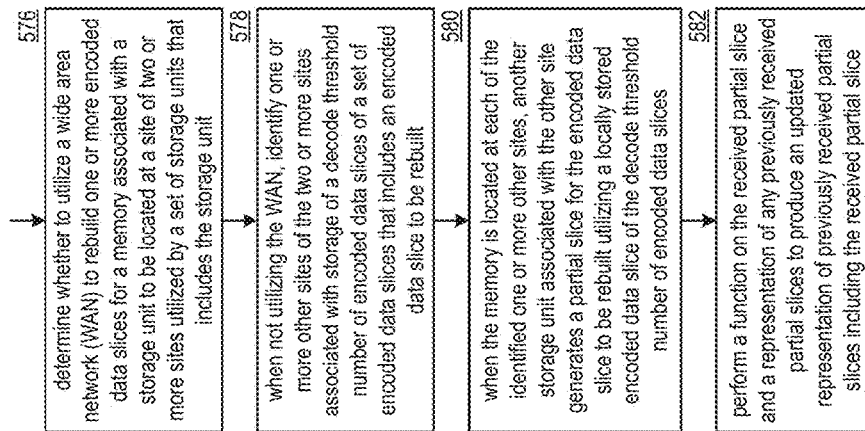 576
determine whether to utilize a wide area
network (WAN) to rebuild one or more encoded
data slices for a memory associated with a
storage unit to be located at a site of two or
more sites utilized by a set of storage units that
includes the storage unit
578
when not utilizing the WAN, identify one or
more other sites of the two or more sites
associated with storage of a decode threshold
number of encoded data slices of a set of
encoded data slices that includes an encoded
data slice to be rebuilt
580
when the memory is located at each of the
identified one or more other sites, another
storage unit associated with the other site
generates a partial slice for the encoded data
slice to be rebuilt utilizing a locally stored
encoded data slice of the decode threshold
number of encoded data slices
582
perform a function on the received partial slice
and a representation of any previously received
partial slices to produce an updated
representation of previously received partial
slices including the received partial slice